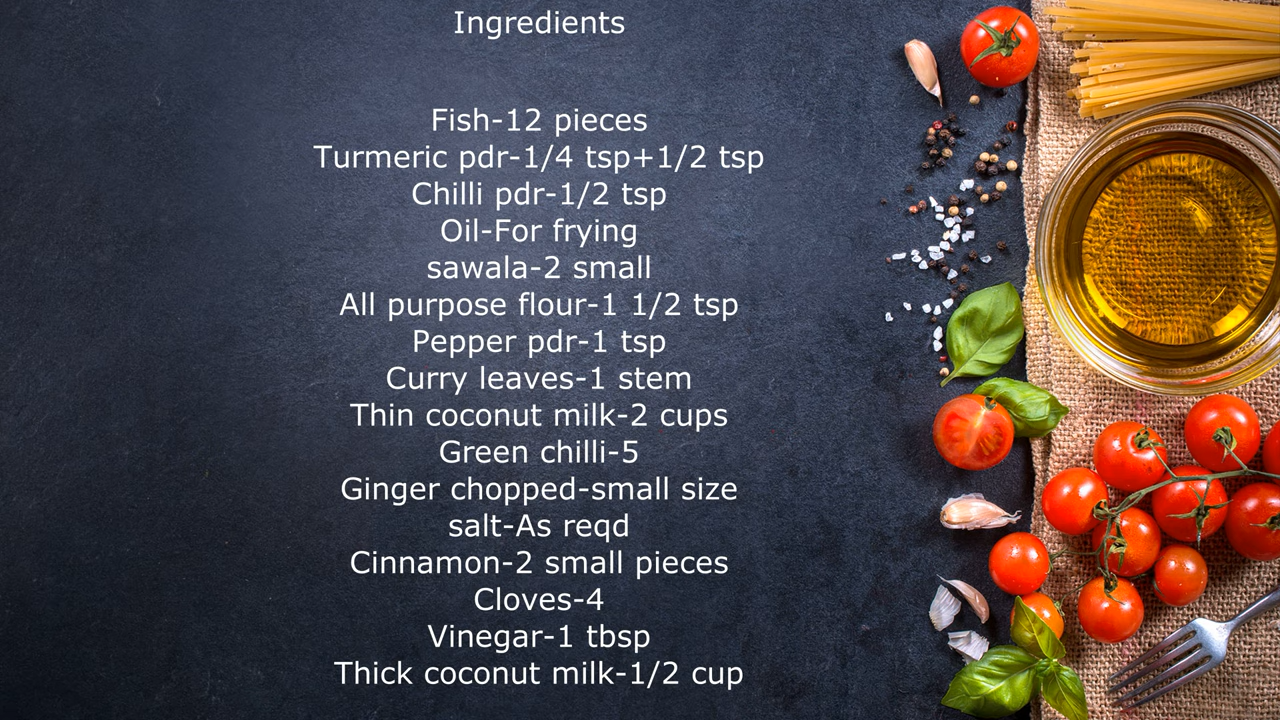 Ingredients
Fish-12 pieces
Turmeric pdr-1/4 tsp+1/2 tsp
Chilli pdr-1/2 tsp
Oil-For frying
sawala-2 small
All purpose flour-1 1/2 tsp
Pepper pdr-1 tsp
Curry leaves-1 stem
Thin coconut milk-2 cups
Green chilli-5
Ginger chopped-small size
salt-As reqd
Cinnamon-2 small pieces
Cloves-4
Vinegar-1 tbsp
Thick coconut milk-1/2 cup